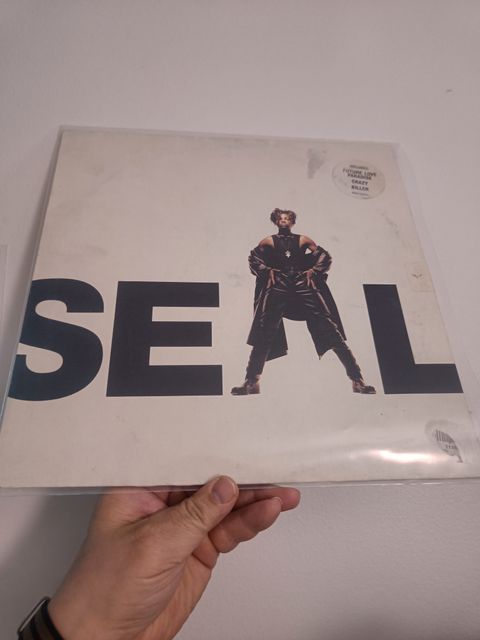 INCLUDES:
FUTURE LOVE
PARADISE
CRAZY
KILLER
SEAL